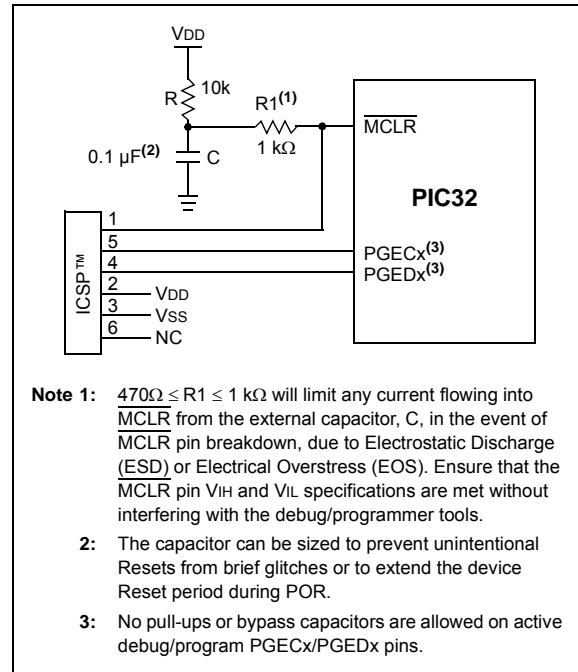 VDD
R
10k
R1(1)
1 kΩ
MCLR
0.1 µF(2)
C
PIC32
ICSP™
1
5
4
2
3
6
PGECx(3)
PGEDx(3)
VDD
VSS
NC
Note 1: 470Ω ≤ R1 ≤ 1 kΩ will limit any current flowing into
MCLR from the external capacitor, C, in the event of
MCLR pin breakdown, due to Electrostatic Discharge
(ESD) or Electrical Overstress (EOS). Ensure that the
MCLR pin VIH and VIL specifications are met without
interfering with the debug/programmer tools.
2: The capacitor can be sized to prevent unintentional
Resets from brief glitches or to extend the device
Reset period during POR.
3: No pull-ups or bypass capacitors are allowed on active
debug/program PGECx/PGEDx pins.